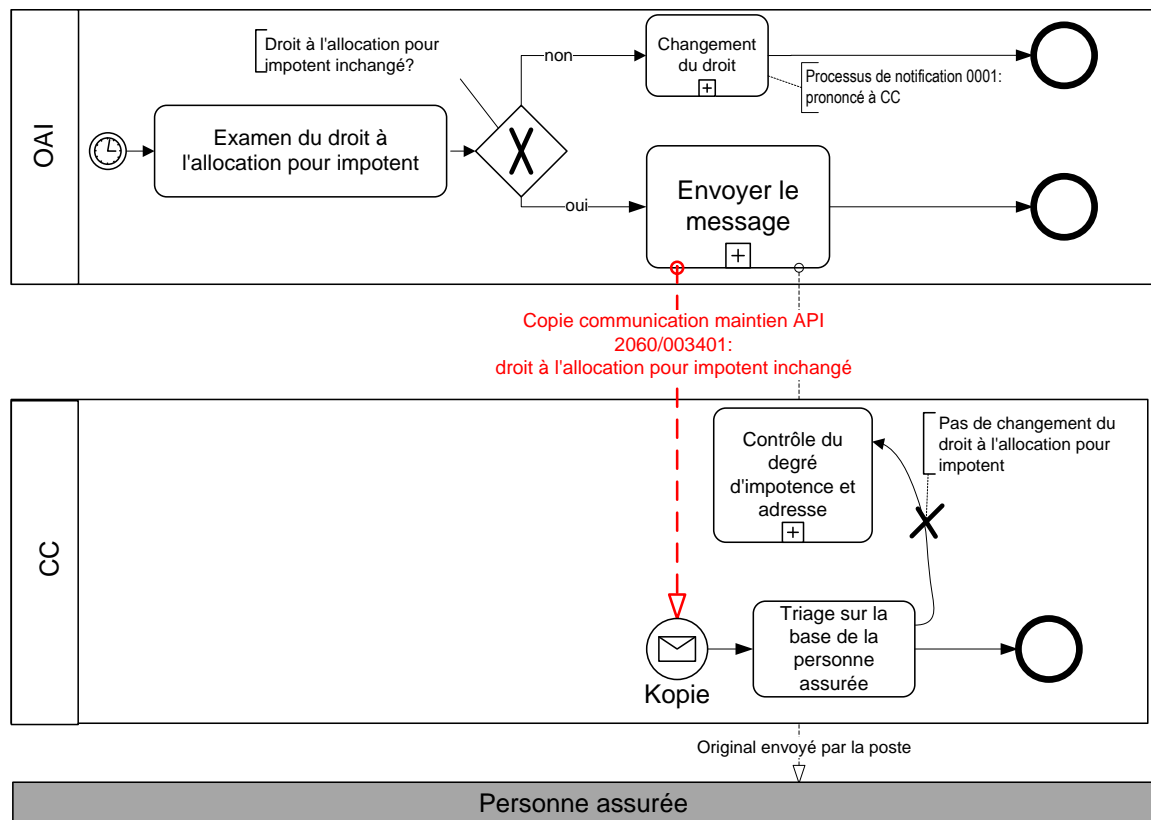 OAI
Droit à l'allocation pour
impotent inchangé?
non
Changement
du droit
Processus de notification 0001:
prononcé à CC
Examen du droit à
l'allocation pour impotent
oui
Envoyer le
message
Copie communication maintien API
2060/003401:
droit à l'allocation pour impotent inchangé
CC
Contrôle du
degré
d'impotence et
adresse
Pas de changement du
droit à l'allocation pour
impotent
Kopie
Triage sur la
base de la
personne
assurée
Original envoyé par la poste
Personne assurée